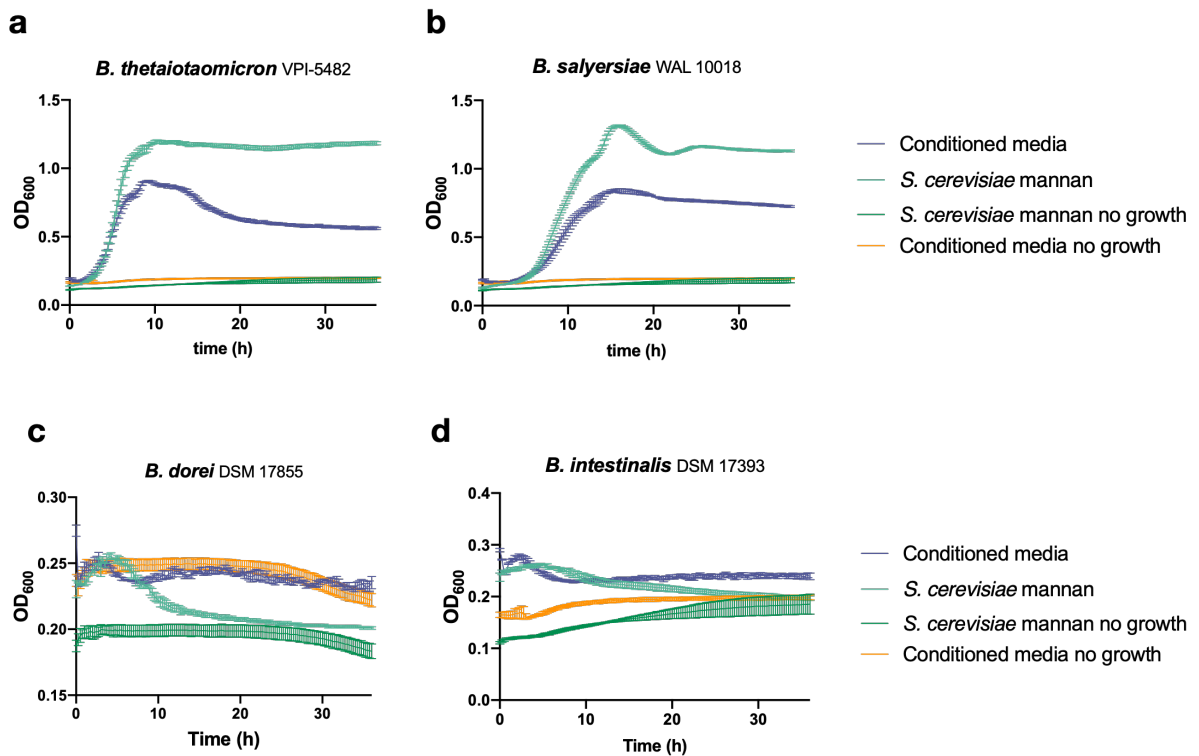 a
B. thetaiotaomicron VPI-5482
1.5
1.0
0.5
0.0
OD600
0 10 20 30
time (h)
b
B. salyersiae WAL 10018
1.5
1.0
0.5
0.0
OD600
0 10 20 30
time (h)
Conditioned media
S. cerevisiae mannan
S. cerevisiae mannan no growth
Conditioned media no growth
c
B. dorei DSM 17855
0.30
0.25
0.20
0.15
OD600
0 10 20 30
Time (h)
d
B. intestinalis DSM 17393
0.4
0.3
0.2
0.1
0.0
OD600
0 10 20 30
Time (h)
Conditioned media
S. cerevisiae mannan
S. cerevisiae mannan no growth
Conditioned media no growth